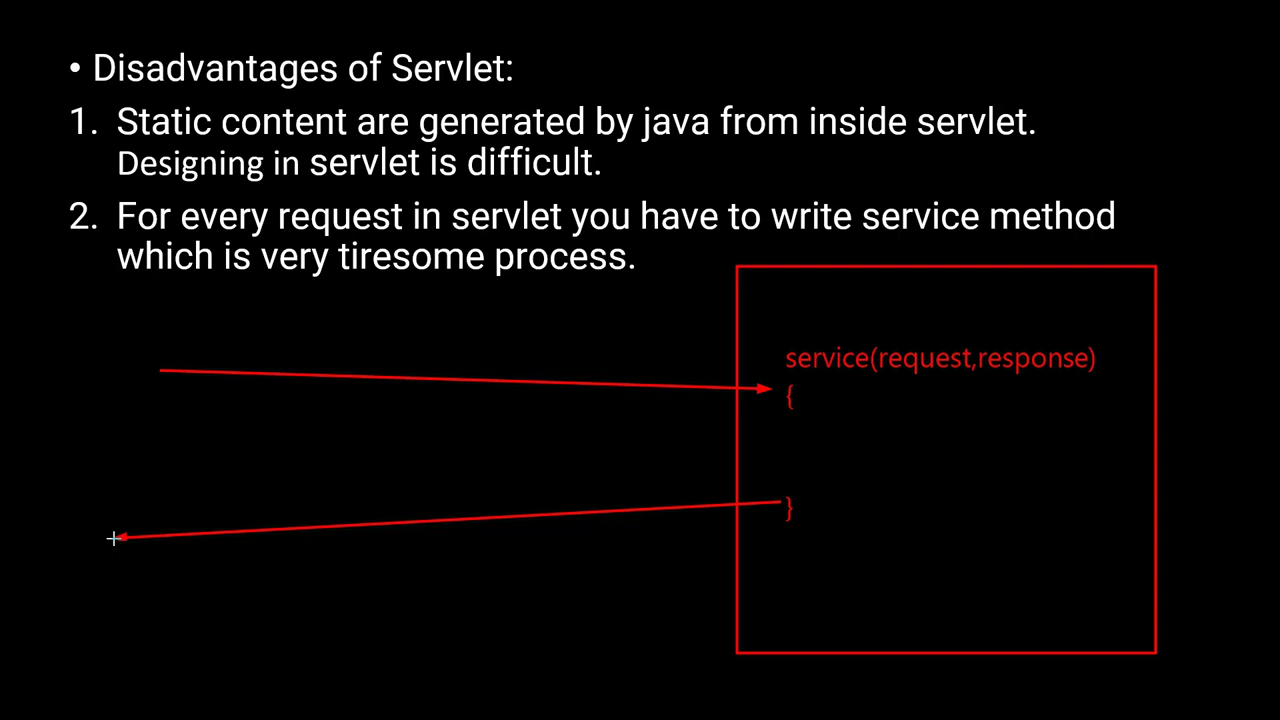 • Disadvantages of Servlet:
1. Static content are generated by java from inside servlet.
Designing in servlet is difficult.
2. For every request in servlet you have to write service method
which is very tiresome process.
service(request,response)
{
}